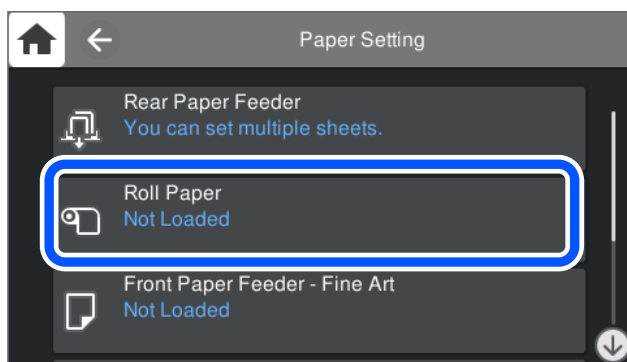 Paper Setting
Rear Paper Feeder
You can set multiple sheets.
Roll Paper
Not Loaded
Front Paper Feeder - Fine Art
Not Loaded